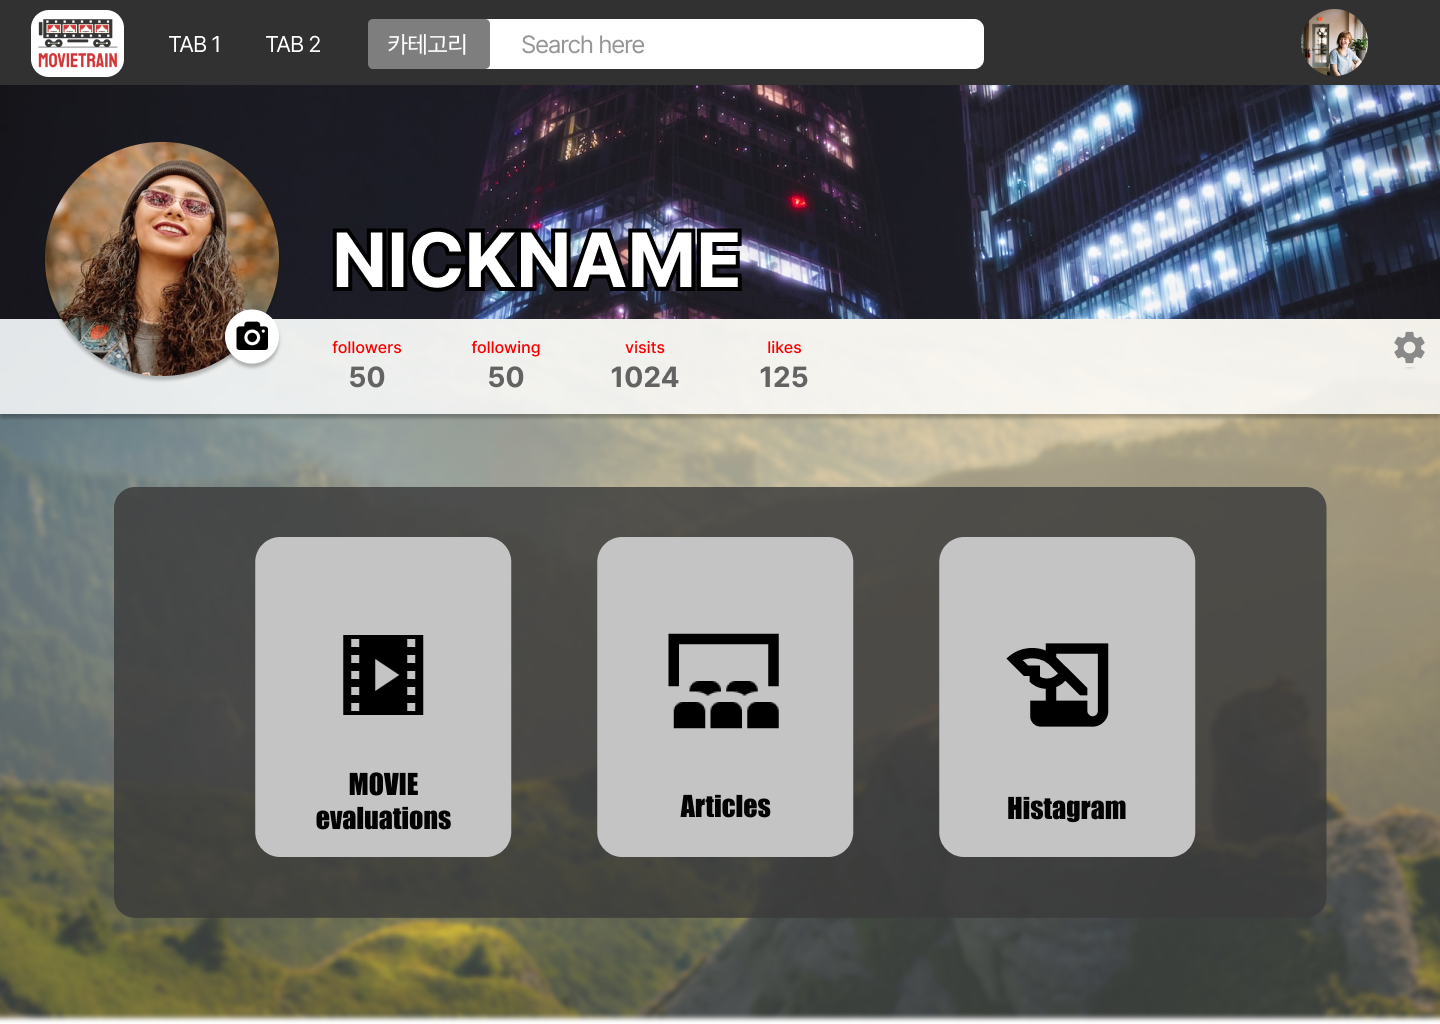 MOVIETRAIN
TAB 1
TAB 2
카테고리
Search here
NICKNAME
followers
50
following
50
visits
1024
likes
125
MOVIE
evaluations
Articles
Histagram